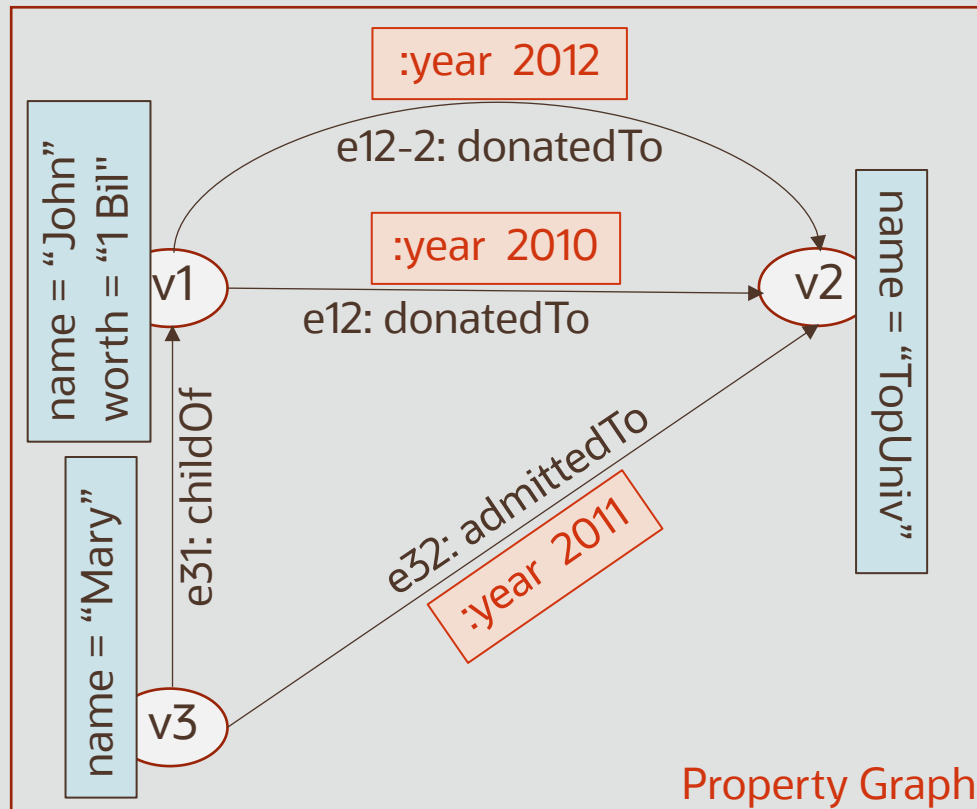 :year 2012
e12-2: donatedTo
name = “John”
worth = “1 Bil"
:year 2010
v1
v2
name = “TopUniv”
e12: donatedTo
e31: childOf
e32: admittedTo
:year 2011
name = “Mary”
v3
Property Graph